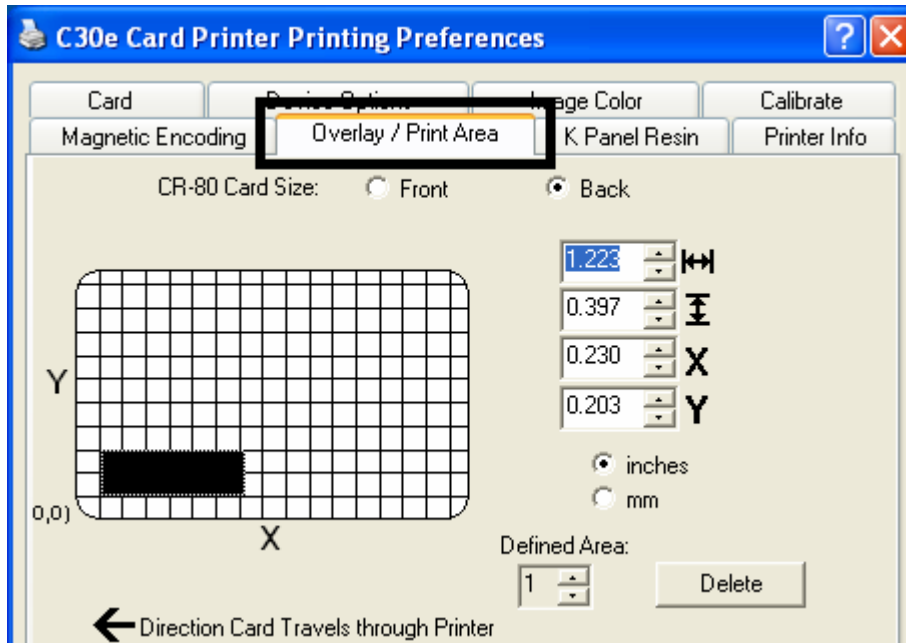 C30e Card Printer Printing Preferences
Card
Device Options
Image Color
Calibrate
Magnetic Encoding
Overlay / Print Area
K Panel Resin
Printer Info
CR-80 Card Size:
Front
Back
1.223
0.397
0.230
X
0.203
Y
Y
0,0)
X
inches
mm
Defined Area:
1
Delete
Direction Card Travels through Printer